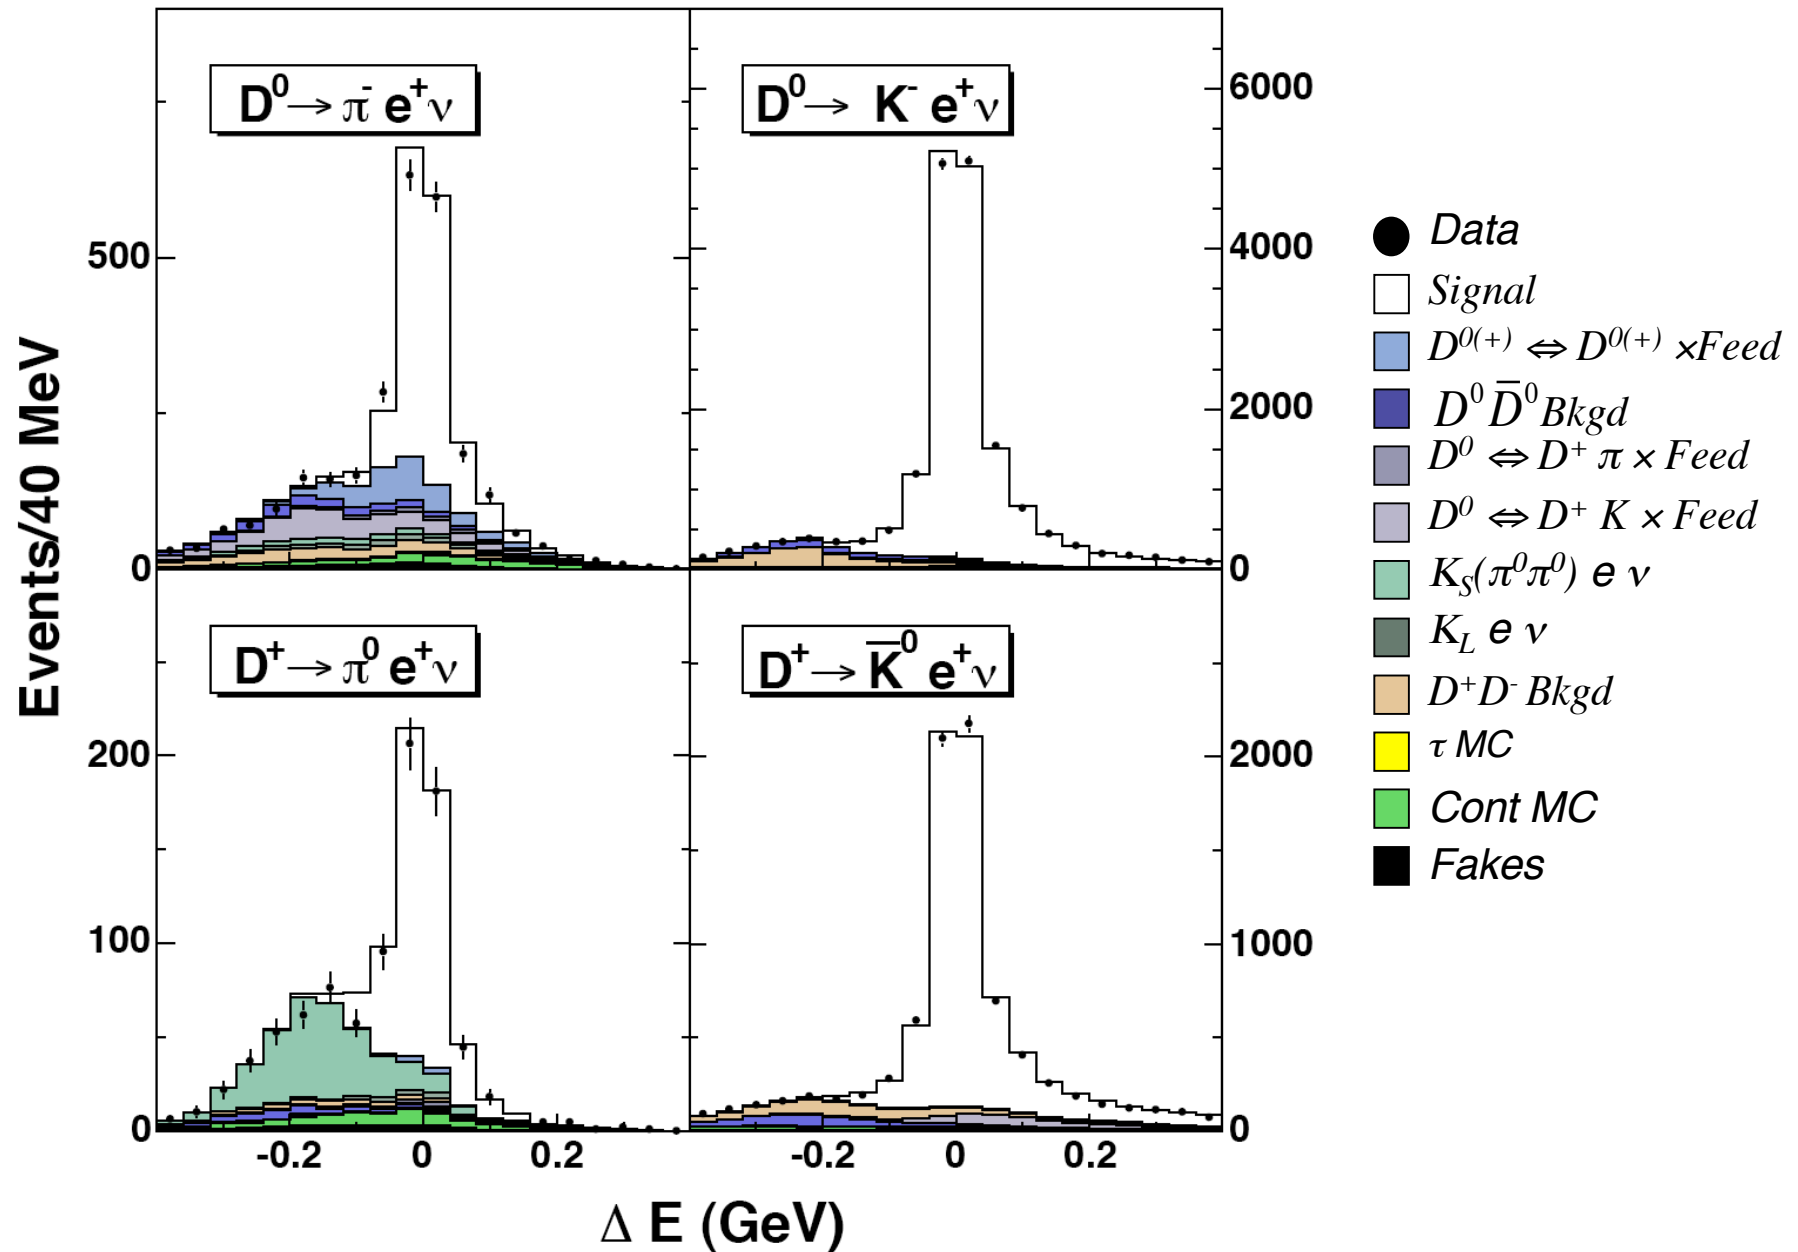 D⁰→ π⁻ e⁺ν
D⁰→ K⁻ e⁺ν
6000
4000
2000
0
500
0
Events/40 MeV
D⁺→ π⁰ e⁺ν
D⁺→ K̅⁰ e⁺ν
200
100
0
2000
1000
0
-0.2 0 0.2
-0.2 0 0.2
Δ E (GeV)
Data
Signal
D⁰⁽⁺⁾ ⇔ D⁰⁽⁺⁾ ×Feed
D⁰ D̅⁰ Bkgd
D⁰ ⇔ D⁺ π × Feed
D⁰ ⇔ D⁺ K × Feed
K_S(π⁰π⁰) e ν
K_L e ν
D⁺D⁻ Bkgd
τ MC
Cont MC
Fakes